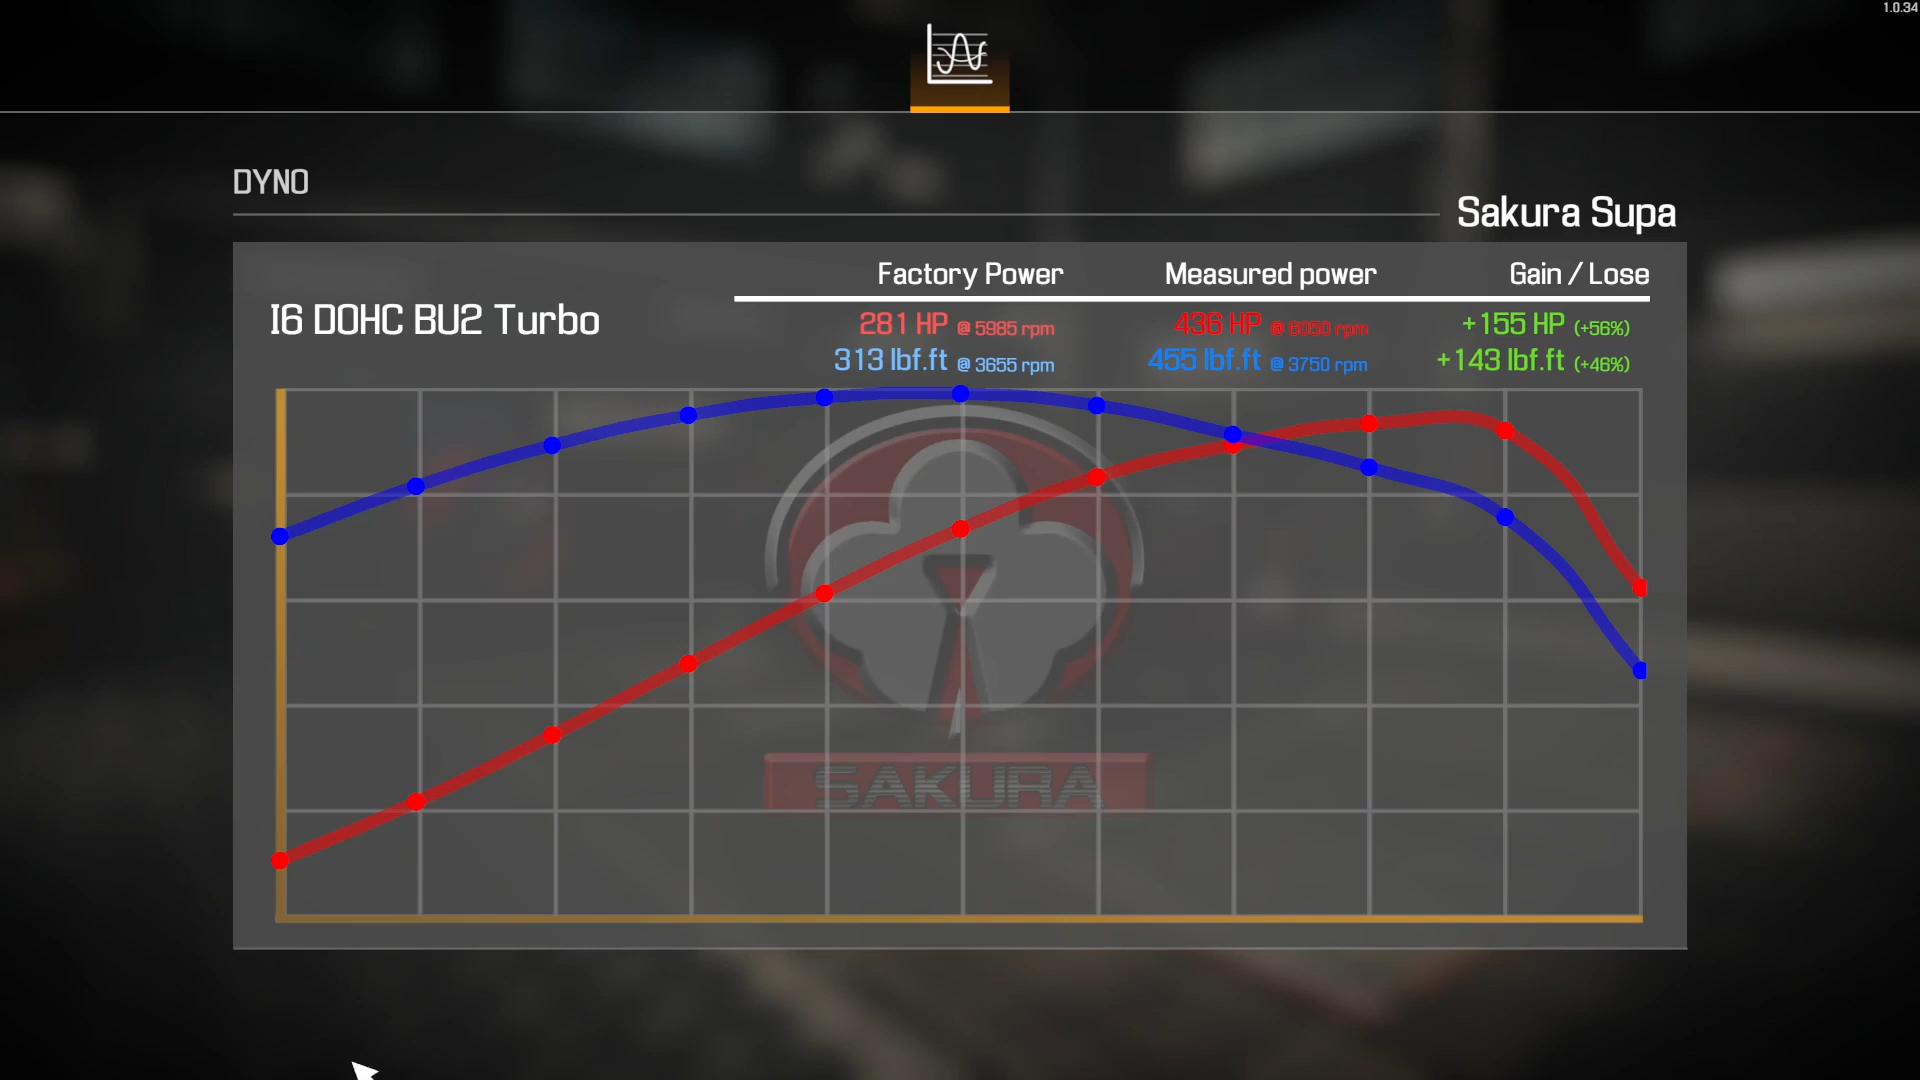 1.0.34
DYNO
Sakura Supa
Factory Power Measured power Gain / Lose
I6 DOHC BU2 Turbo
281 HP @ 5985 rpm 436 HP @ 6050 rpm +155 HP (+56%)
313 lbf.ft @ 3655 rpm 455 lbf.ft @ 3750 rpm +143 lbf.ft (+46%)
SAKURA